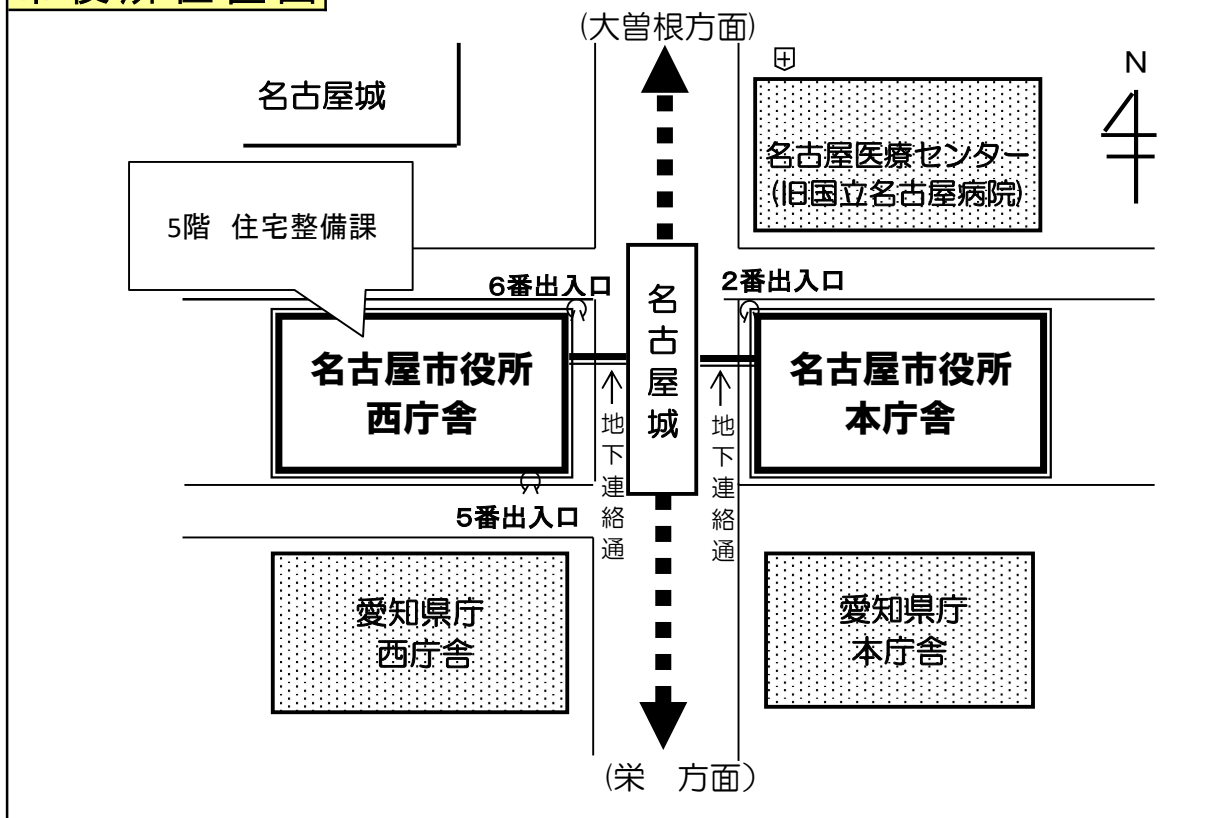 市役所位置図
(大曽根方面)
名古屋城
N
名古屋医療センター
(旧国立名古屋病院)
5階 住宅整備課
6番出入口
2番出入口
名古屋城
名古屋市役所
西庁舎
名古屋市役所
本庁舎
↑地下連絡通
↑地下連絡通
5番出入口
愛知県庁
西庁舎
愛知県庁
本庁舎
(栄 方面)